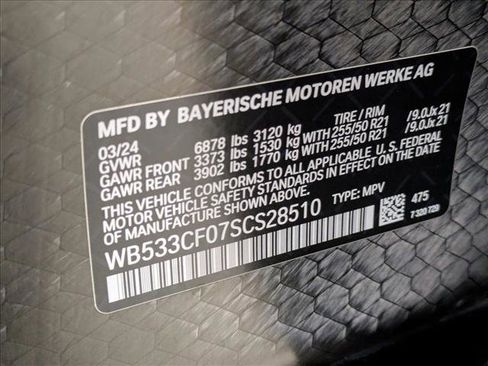 MFD BY BAYERISCHE MOTOREN WERKE AG
03/24 TIRE / RIM
GVWR 6878 lbs 3120 kg
GAWR FRONT 3373 lbs 1530 kg WITH 255/50 R21 /9.0Jx 21
GAWR REAR 3902 lbs 1770 kg WITH 255/50 R21 /9.0Jx 21
THIS VEHICLE CONFORMS TO ALL APPLICABLE U. S. FEDERAL
MOTOR VEHICLE SAFETY STANDARDS IN EFFECT ON THE
DATE OF MANUFACTURE SHOWN ABOVE.
WB533CF07SCS28510 TYPE: MPV
475
7 320 729